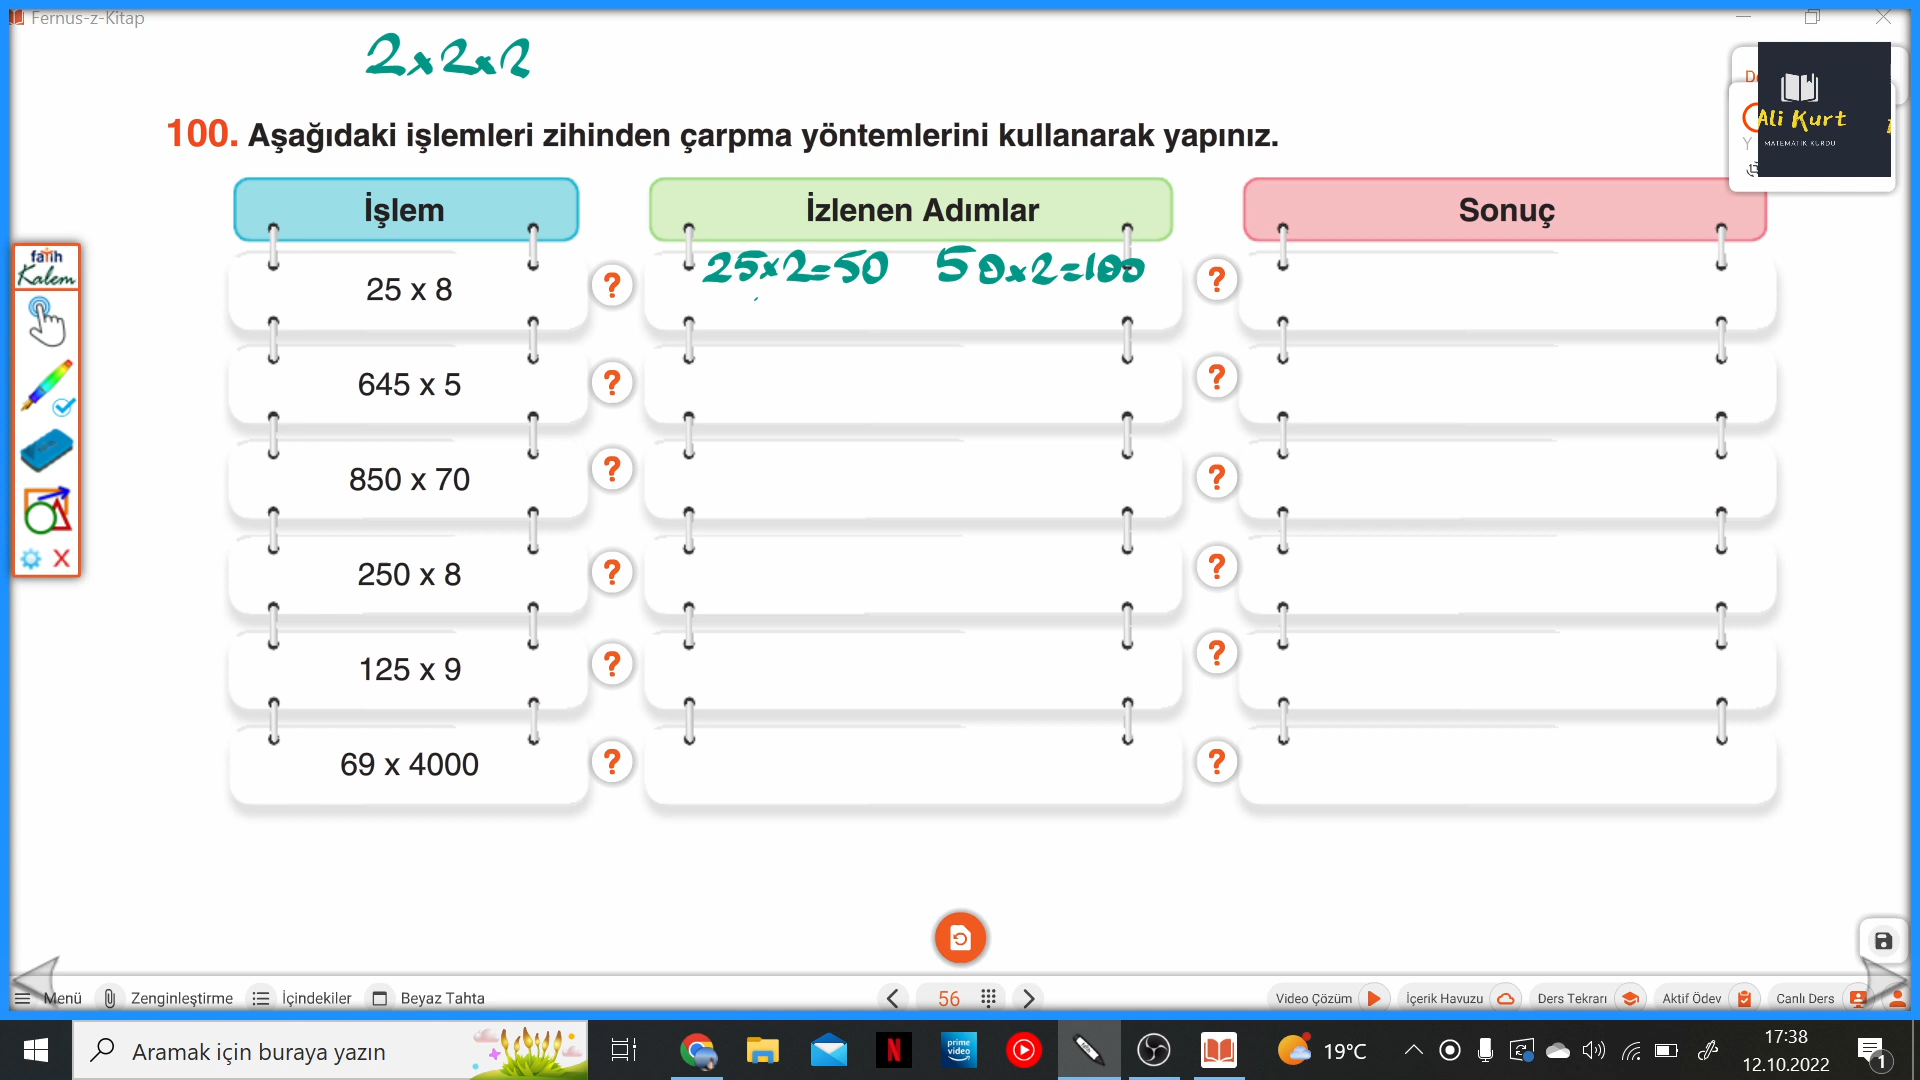 Fernus-z-Kitap
2x2x2
100. Aşağıdaki işlemleri zihinden çarpma yöntemlerini kullanarak yapınız.
Ali Kurt
MATEMATİK KURDU
İşlem
İzlenen Adımlar
Sonuç
fatih
Kalem
25 x 8
?
25x2=50 50x2=100
?
645 x 5
?
?
850 x 70
?
?
250 x 8
?
?
125 x 9
?
?
69 x 4000
?
?
Menü
Zenginleştirme
İçindekiler
Beyaz Tahta
56
Video Çözüm
İçerik Havuzu
Ders Tekrarı
Aktif Ödev
Canlı Ders
Aramak için buraya yazın
N
prime video
19°C
17:38
12.10.2022
1